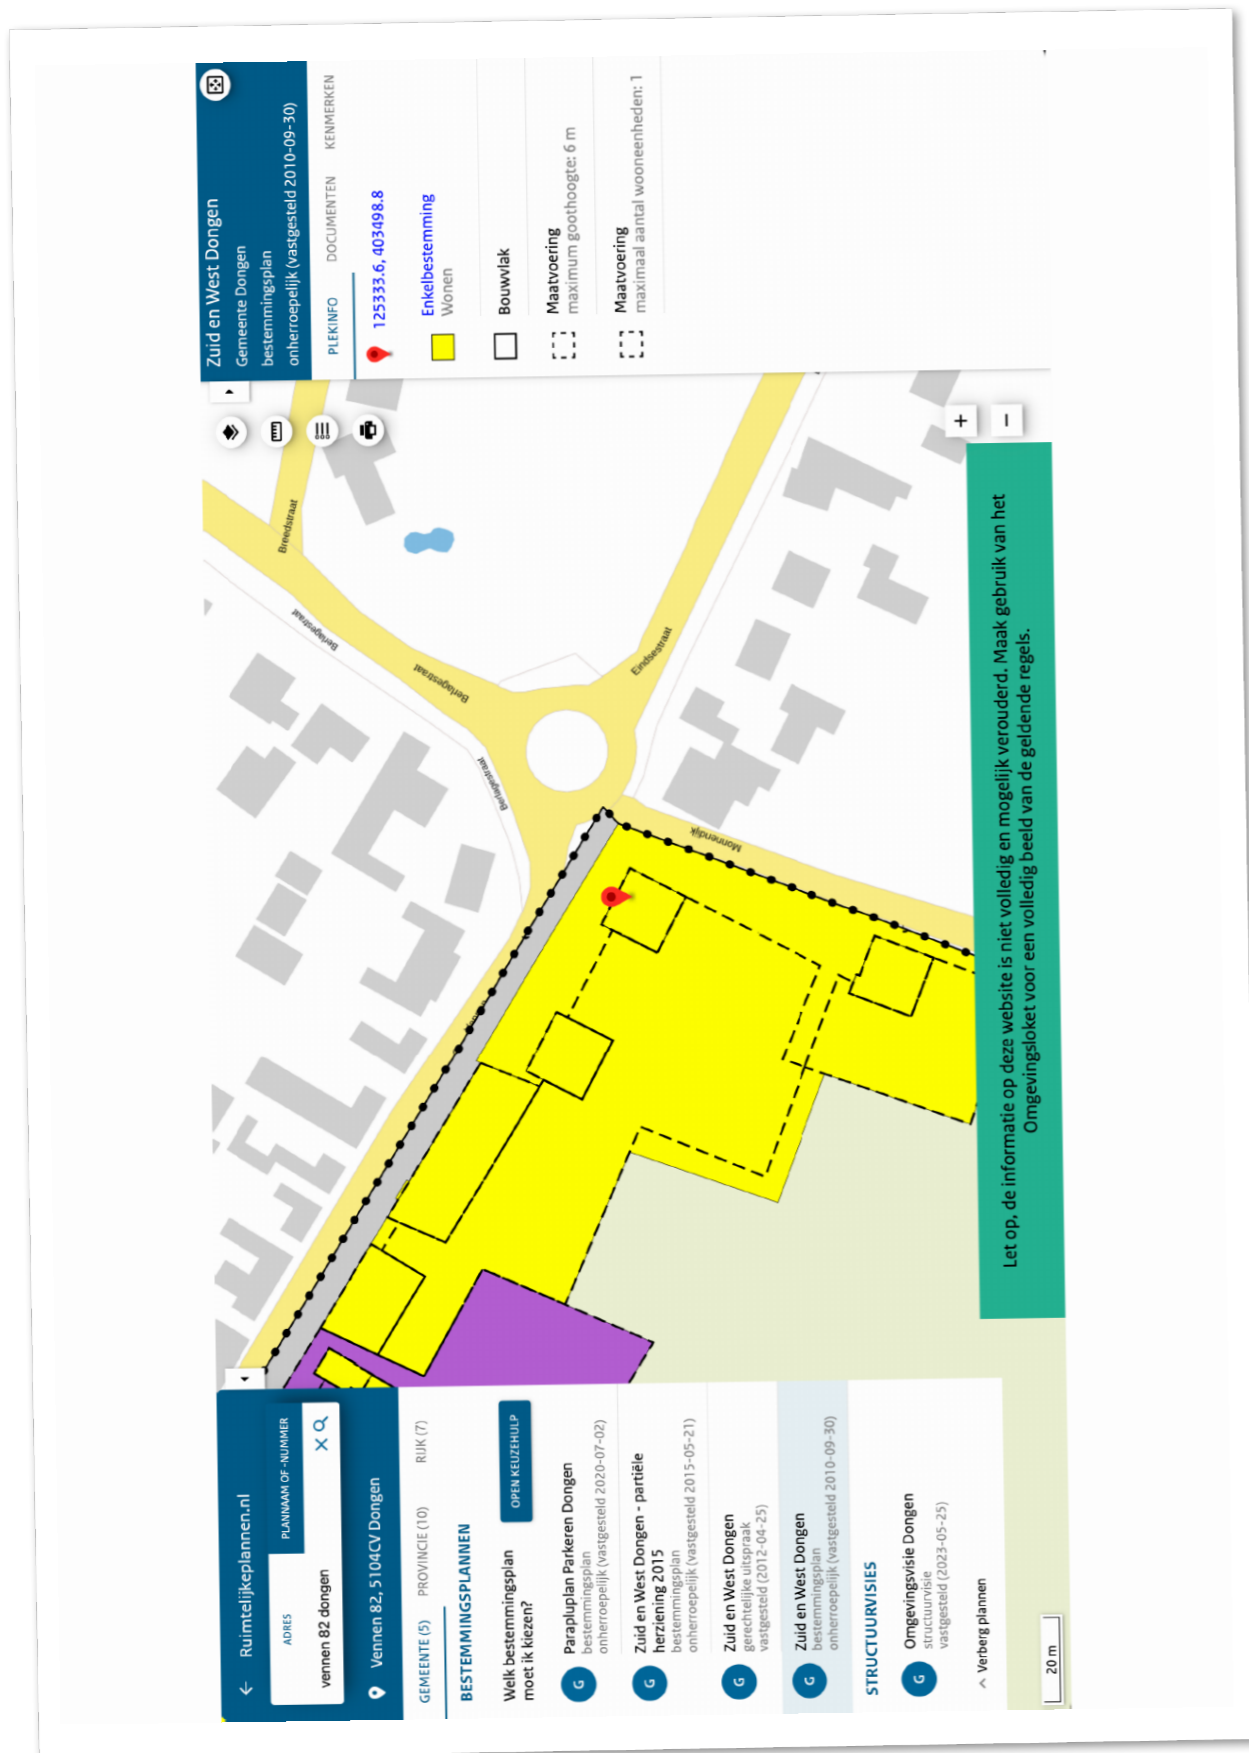 Ruimtelijkeplannen.nl
ADRES
PLANNAAM OF -NUMMER
vennen 82 dongen
Vennen 82, 5104CV Dongen
GEMEENTE (5)
PROVINCIE (10)
RIJK (7)
BESTEMMINGSPLANNEN
Welk bestemmingsplan
moet ik kiezen?
OPEN KEUZEHULP
G
Parapluplan Parkeren Dongen
bestemmingsplan
onherroepelijk (vastgesteld 2020-07-02)
G
Zuid en West Dongen - partiële
herziening 2015
bestemmingsplan
onherroepelijk (vastgesteld 2015-05-21)
G
Zuid en West Dongen
gerechtelijke uitspraak
vastgesteld (2012-04-25)
G
Zuid en West Dongen
bestemmingsplan
onherroepelijk (vastgesteld 2010-09-30)
STRUCTUURVISIES
G
Omgevingsvisie Dongen
structuurvisie
vastgesteld (2023-05-25)
Verberg plannen
20 m
Breedstraat
Berlagestraat
Berlagestraat
Berlagestraat
Eindsestraat
Monnendijk
Let op, de informatie op deze website is niet volledig en mogelijk verouderd. Maak gebruik van het
Omgevingsloket voor een volledig beeld van de geldende regels.
+
−
Zuid en West Dongen
Gemeente Dongen
bestemmingsplan
onherroepelijk (vastgesteld 2010-09-30)
PLEKINFO
DOCUMENTEN
KENMERKEN
125333.6, 403498.8
Enkelbestemming
Wonen
Bouwvlak
Maatvoering
maximum goothoogte: 6 m
Maatvoering
maximaal aantal wooneenheden: 1